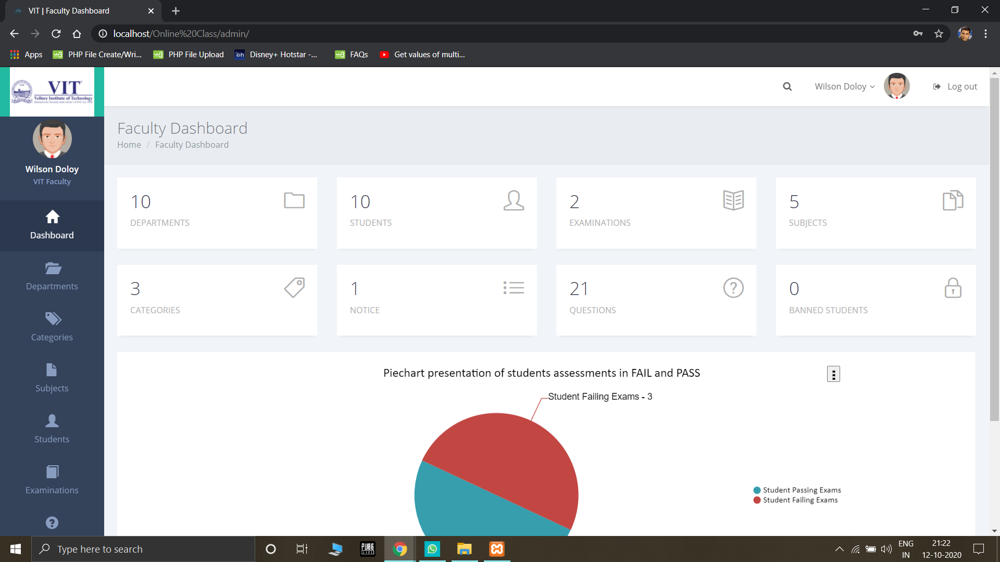 VIT | Faculty Dashboard
localhost/Online%20Class/admin/
Apps
PHP File Create/Wri...
PHP File Upload
Disney+ Hotstar -...
FAQs
Get values of multi...
VIT
Vellore Institute of Technology
Wilson Doloy
Log out
Wilson Doloy
VIT Faculty
Dashboard
Departments
Categories
Subjects
Students
Examinations
Faculty Dashboard
Home / Faculty Dashboard
10
DEPARTMENTS
10
STUDENTS
2
EXAMINATIONS
5
SUBJECTS
3
CATEGORIES
1
NOTICE
21
QUESTIONS
0
BANNED STUDENTS
Piechart presentation of students assessments in FAIL and PASS
Student Failing Exams - 3
Student Passing Exams
Student Failing Exams
Type here to search
PUBG
LITE
ENG
IN
21:22
12-10-2020